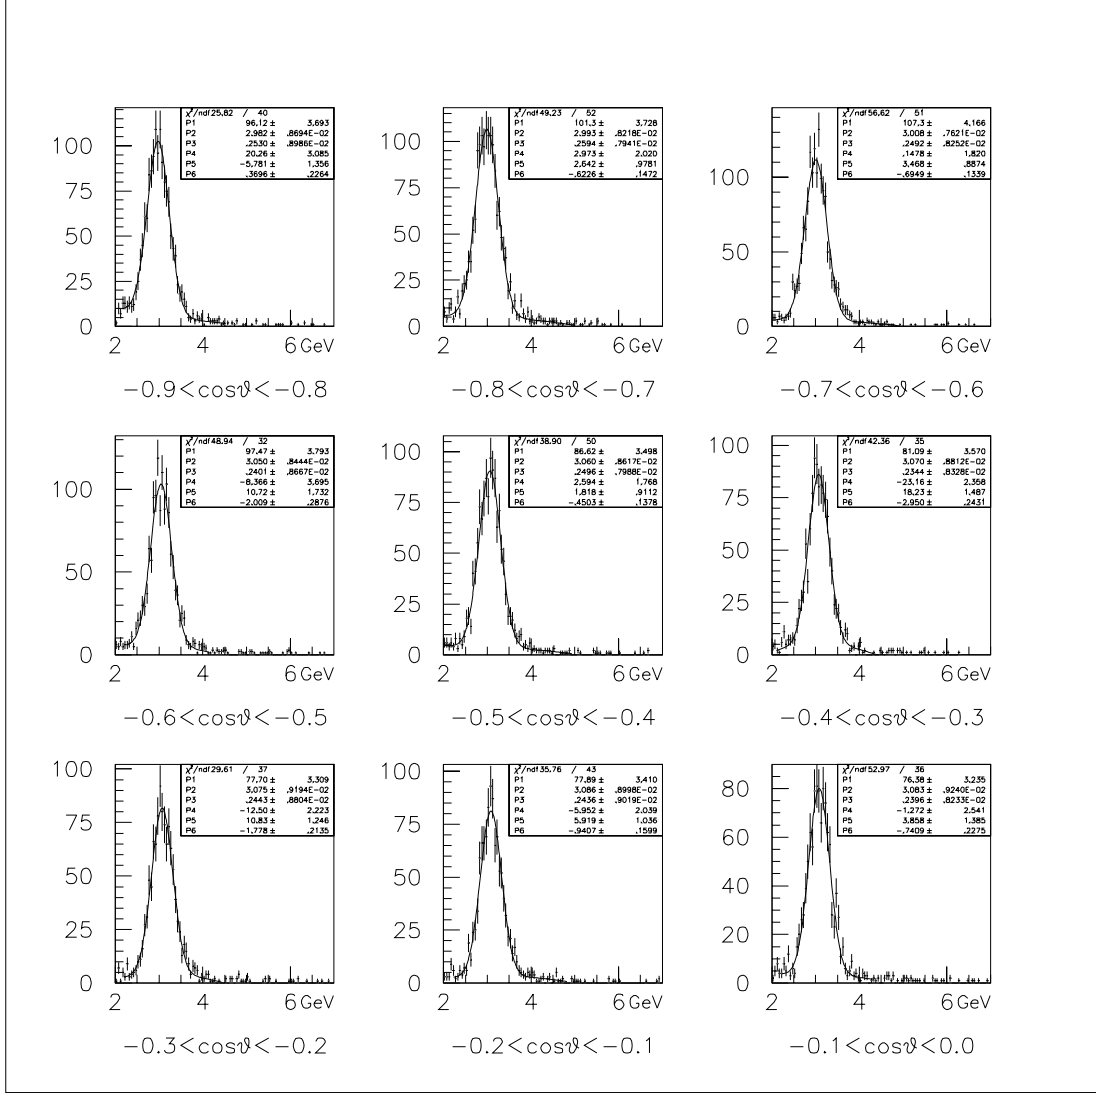 χ²/ndf 25.82 / 40
P1 96.12 ± 3.693
P2 2.982 ± .8694E-02
P3 .2530 ± .8986E-02
P4 20.26 ± 3.085
P5 -5.781 ± 1.356
P6 .3696 ± .2264
100
75
50
25
0
2 4 6 GeV
−0.9<cosϑ<−0.8
χ²/ndf 49.23 / 52
P1 101.3 ± 3.728
P2 2.993 ± .8218E-02
P3 .2594 ± .7941E-02
P4 2.973 ± 2.020
P5 2.642 ± .9781
P6 -.6226 ± .1472
100
75
50
25
0
2 4 6 GeV
−0.8<cosϑ<−0.7
χ²/ndf 56.62 / 51
P1 107.3 ± 4.166
P2 3.008 ± .7621E-02
P3 .2492 ± .8252E-02
P4 .1478 ± 1.820
P5 3.468 ± .8874
P6 -.6949 ± .1339
100
50
0
2 4 6 GeV
−0.7<cosϑ<−0.6
χ²/ndf 48.94 / 32
P1 97.47 ± 3.793
P2 3.050 ± .8444E-02
P3 .2401 ± .8667E-02
P4 -8.366 ± 3.695
P5 10.72 ± 1.732
P6 -2.009 ± .2876
100
50
0
2 4 6 GeV
−0.6<cosϑ<−0.5
χ²/ndf 38.90 / 50
P1 86.62 ± 3.498
P2 3.060 ± .8617E-02
P3 .2496 ± .7988E-02
P4 2.594 ± 1.768
P5 1.818 ± .9112
P6 -.4503 ± .1378
100
75
50
25
0
2 4 6 GeV
−0.5<cosϑ<−0.4
χ²/ndf 42.36 / 35
P1 81.09 ± 3.570
P2 3.070 ± .8812E-02
P3 .2344 ± .8328E-02
P4 -23.16 ± 2.358
P5 18.23 ± 1.487
P6 -2.950 ± .2431
100
75
50
25
0
2 4 6 GeV
−0.4<cosϑ<−0.3
χ²/ndf 29.61 / 37
P1 77.70 ± 3.309
P2 3.075 ± .9194E-02
P3 .2443 ± .8804E-02
P4 -12.50 ± 2.223
P5 10.83 ± 1.246
P6 -1.778 ± .2135
100
75
50
25
0
2 4 6 GeV
−0.3<cosϑ<−0.2
χ²/ndf 35.76 / 43
P1 77.89 ± 3.410
P2 3.086 ± .8998E-02
P3 .2436 ± .9019E-02
P4 -5.952 ± 2.039
P5 5.919 ± 1.036
P6 -.9407 ± .1599
100
75
50
25
0
2 4 6 GeV
−0.2<cosϑ<−0.1
χ²/ndf 52.97 / 36
P1 76.38 ± 3.235
P2 3.083 ± .9240E-02
P3 .2396 ± .8233E-02
P4 -1.272 ± 2.541
P5 3.858 ± 1.385
P6 -.7409 ± .2275
80
60
40
20
0
2 4 6 GeV
−0.1<cosϑ<0.0